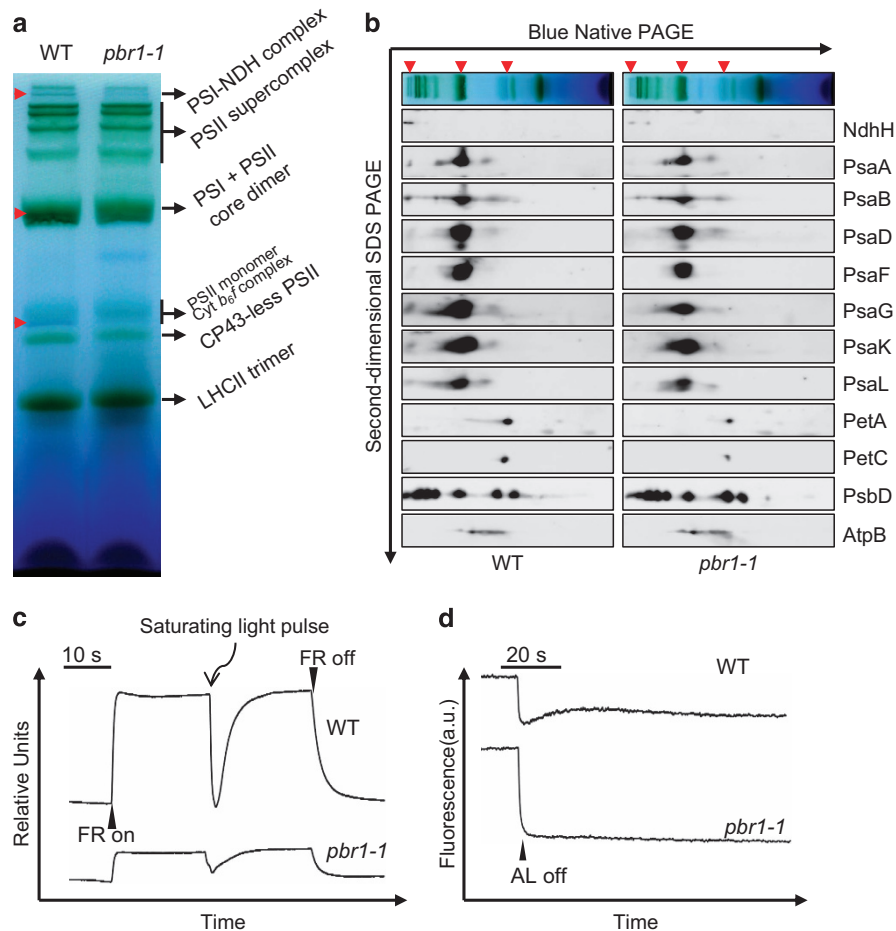 a
WT pbr1-1
PSI-NDH complex
PSII supercomplex
PSI + PSII
core dimer
PSII monomer
Cyt b6f complex
CP43-less PSII
LHCII trimer
b
Blue Native PAGE
Second-dimensional SDS PAGE
NdhH
PsaA
PsaB
PsaD
PsaF
PsaG
PsaK
PsaL
PetA
PetC
PsbD
AtpB
WT pbr1-1
c
Saturating light pulse
10 s
FR off
WT
FR on
pbr1-1
Relative Units
Time
d
20 s
WT
pbr1-1
AL off
Fluorescence(a.u.)
Time